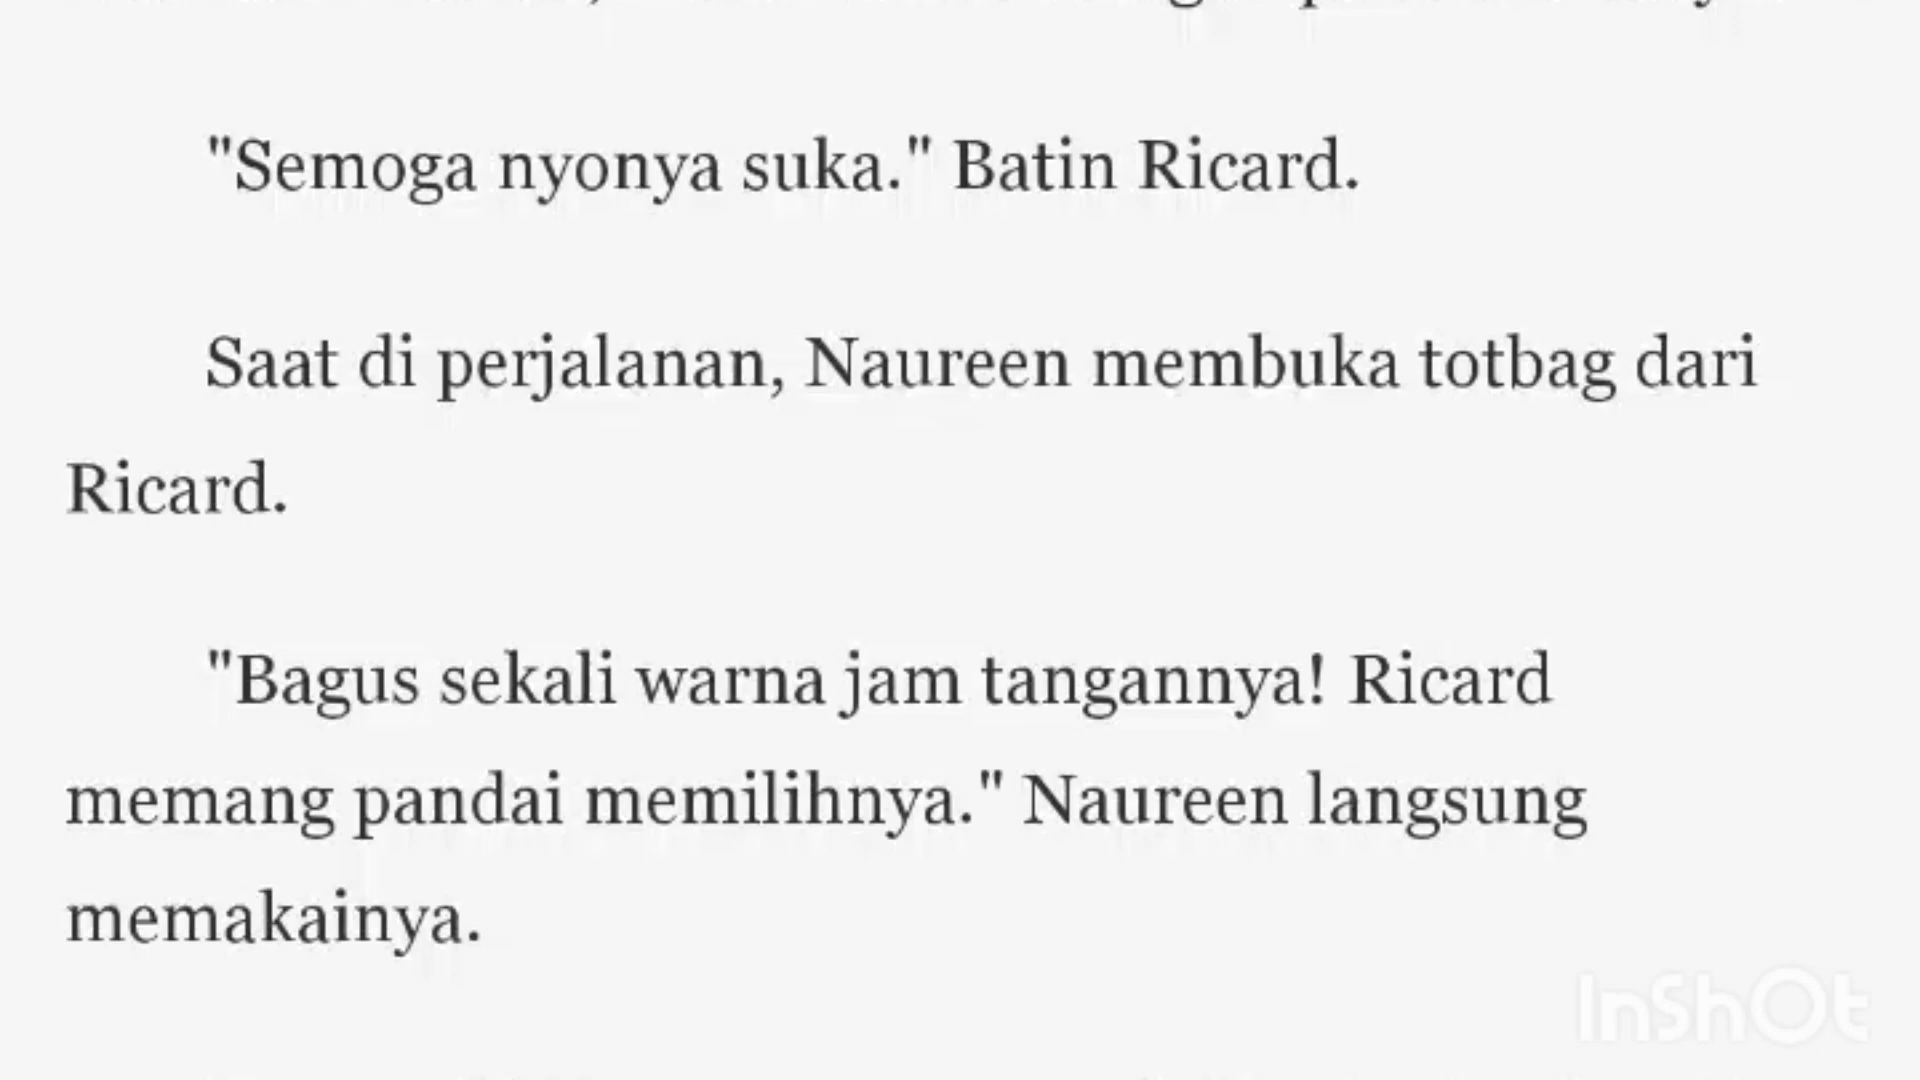 "Semoga nyonya suka." Batin Ricard.
Saat di perjalanan, Naureen membuka totbag dari
Ricard.
"Bagus sekali warna jam tangannya! Ricard
memang pandai memilihnya." Naureen langsung
memakainya.
InShOt